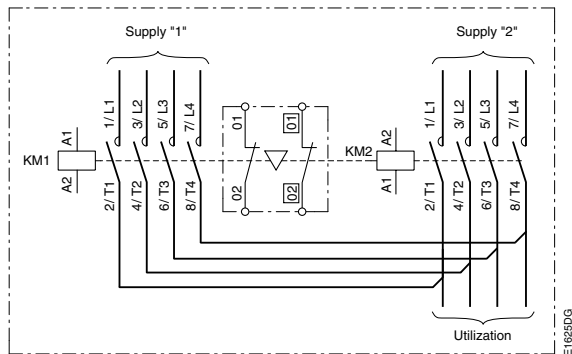 Supply "1"
Supply "2"
1/ L1
3/ L2
5/ L3
7/ L4
01
01
1/ L1
3/ L2
5/ L3
7/ L4
KM1
A1
A2
KM2
A2
A1
2/ T1
4/ T2
6/ T3
8/ T4
02
02
2/ T1
4/ T2
6/ T3
8/ T4
Utilization
E1625DG